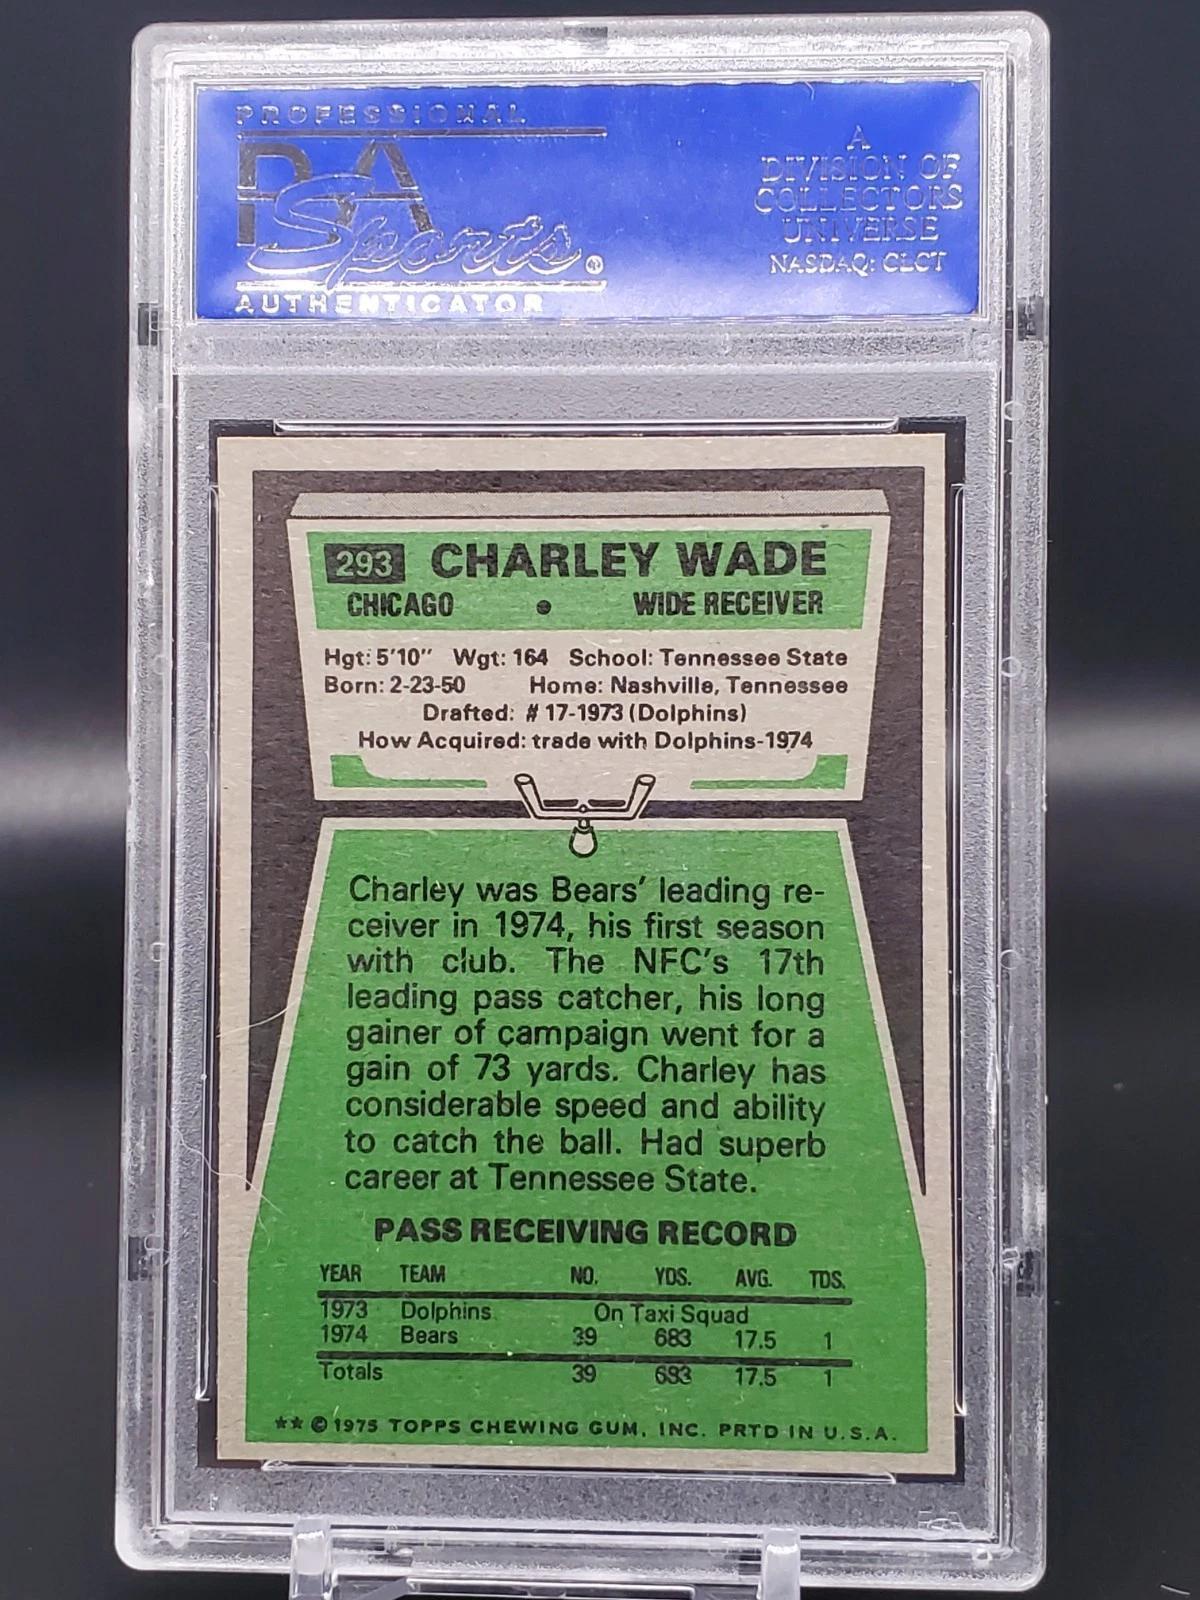 PROFESSIONAL
PSA
Sports®
AUTHENTICATOR
A
DIVISION OF
COLLECTORS
UNIVERSE
NASDAQ: CLCT
293 CHARLEY WADE
CHICAGO • WIDE RECEIVER
Hgt: 5'10" Wgt: 164 School: Tennessee State
Born: 2-23-50 Home: Nashville, Tennessee
Drafted: # 17-1973 (Dolphins)
How Acquired: trade with Dolphins-1974
Charley was Bears' leading re-
ceiver in 1974, his first season
with club. The NFC's 17th
leading pass catcher, his long
gainer of campaign went for a
gain of 73 yards. Charley has
considerable speed and ability
to catch the ball. Had superb
career at Tennessee State.
PASS RECEIVING RECORD
YEAR TEAM NO. YDS. AVG. TDS.
1973 Dolphins On Taxi Squad
1974 Bears 39 683 17.5 1
Totals 39 683 17.5 1
** © 1975 TOPPS CHEWING GUM, INC. PRTD IN U.S.A.